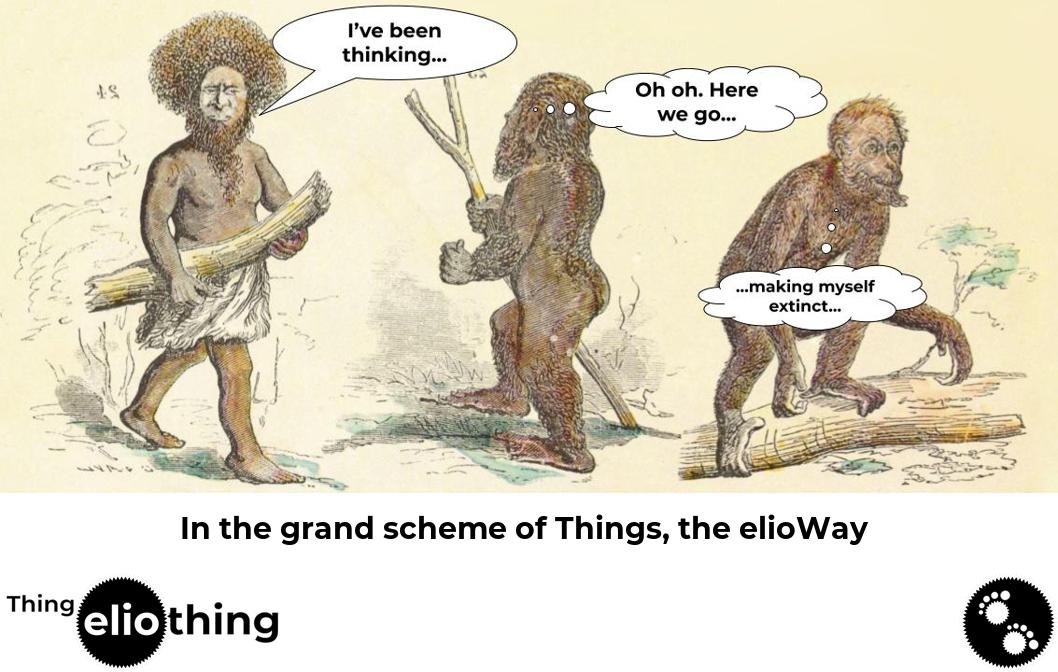 I've been
thinking...
Oh oh. Here
we go...
...making myself
extinct...
In the grand scheme of Things, the elioWay
Thing
eliothing